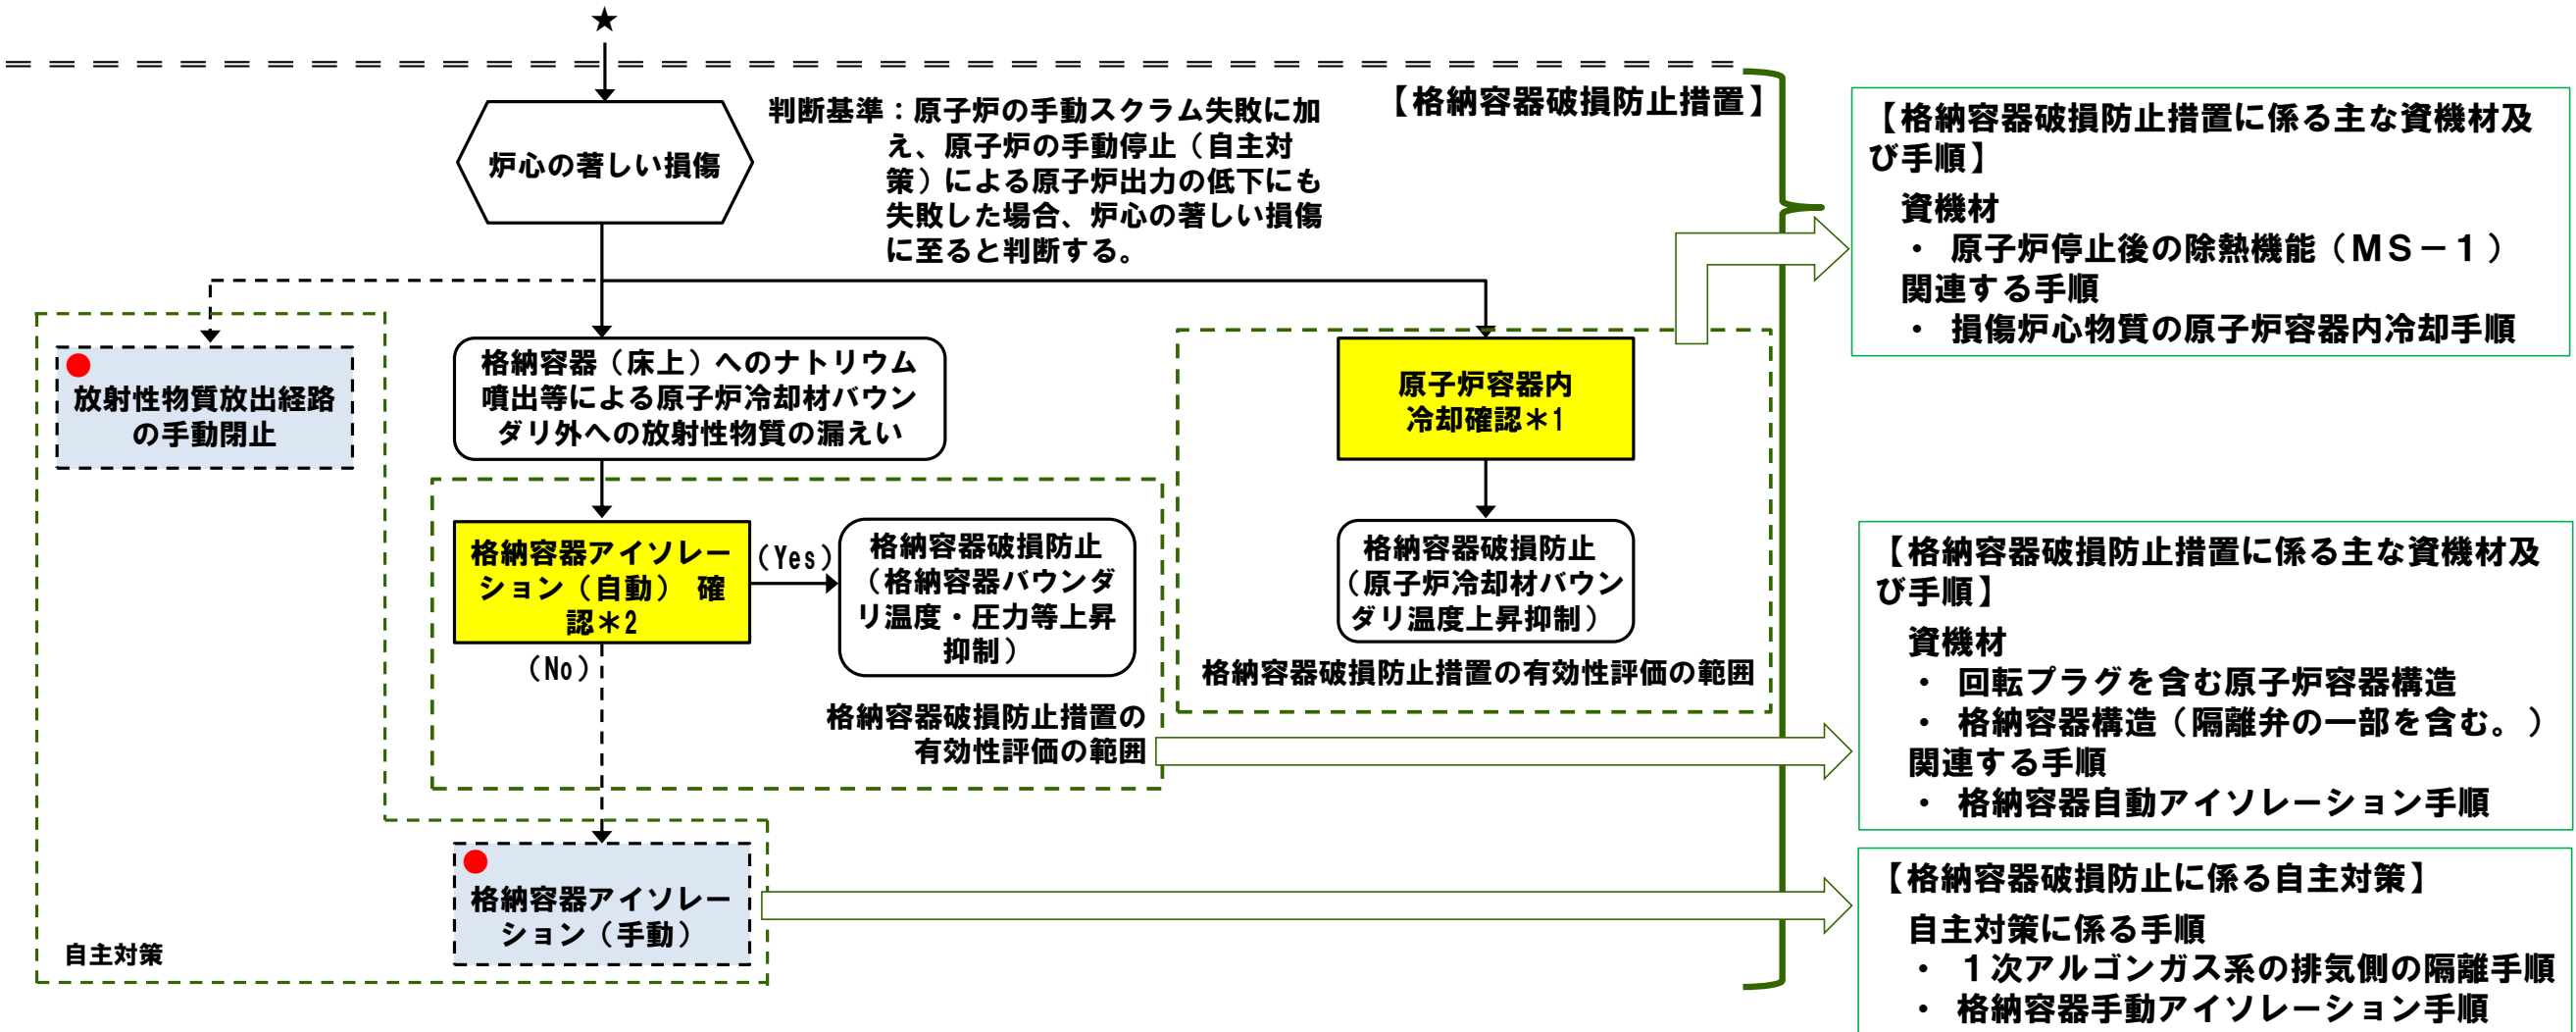 ★
【格納容器破損防止措置】
炉心の著しい損傷
判断基準：原子炉の手動スクラム失敗に加
え、原子炉の手動停止（自主対
策）による原子炉出力の低下にも
失敗した場合、炉心の著しい損傷
に至ると判断する。
放射性物質放出経路
の手動閉止
格納容器（床上）へのナトリウム
噴出等による原子炉冷却材バウン
ダリ外への放射性物質の漏えい
原子炉容器内
冷却確認＊1
格納容器アイソレー
ション（自動） 確
認＊2
（Yes）
（No）
格納容器破損防止
（格納容器バウンダ
リ温度・圧力等上昇
抑制）
格納容器破損防止
（原子炉冷却材バウン
ダリ温度上昇抑制）
格納容器破損防止措置の有効性評価の範囲
格納容器破損防止措置の
有効性評価の範囲
格納容器アイソレー
ション（手動）
自主対策
【格納容器破損防止措置に係る主な資機材及
び手順】
資機材
・ 原子炉停止後の除熱機能（ＭＳ－１）
関連する手順
・ 損傷炉心物質の原子炉容器内冷却手順
【格納容器破損防止措置に係る主な資機材及
び手順】
資機材
・ 回転プラグを含む原子炉容器構造
・ 格納容器構造（隔離弁の一部を含む。）
関連する手順
・ 格納容器自動アイソレーション手順
【格納容器破損防止に係る自主対策】
自主対策に係る手順
・ １次アルゴンガス系の排気側の隔離手順
・ 格納容器手動アイソレーション手順